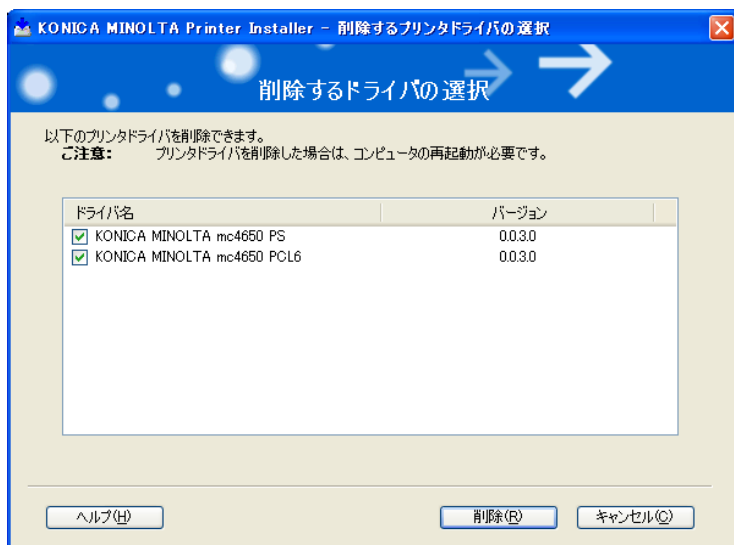 KONICA MINOLTA Printer Installer - 削除するプリンタドライバの選択
削除するドライバの選択
以下のプリンタドライバを削除できます。
ご注意： プリンタドライバを削除した場合は、コンピュータの再起動が必要です。
ドライバ名 バージョン
KONICA MINOLTA mc4650 PS 0.0.3.0
KONICA MINOLTA mc4650 PCL6 0.0.3.0
ヘルプ(H) 削除(R) キャンセル(C)